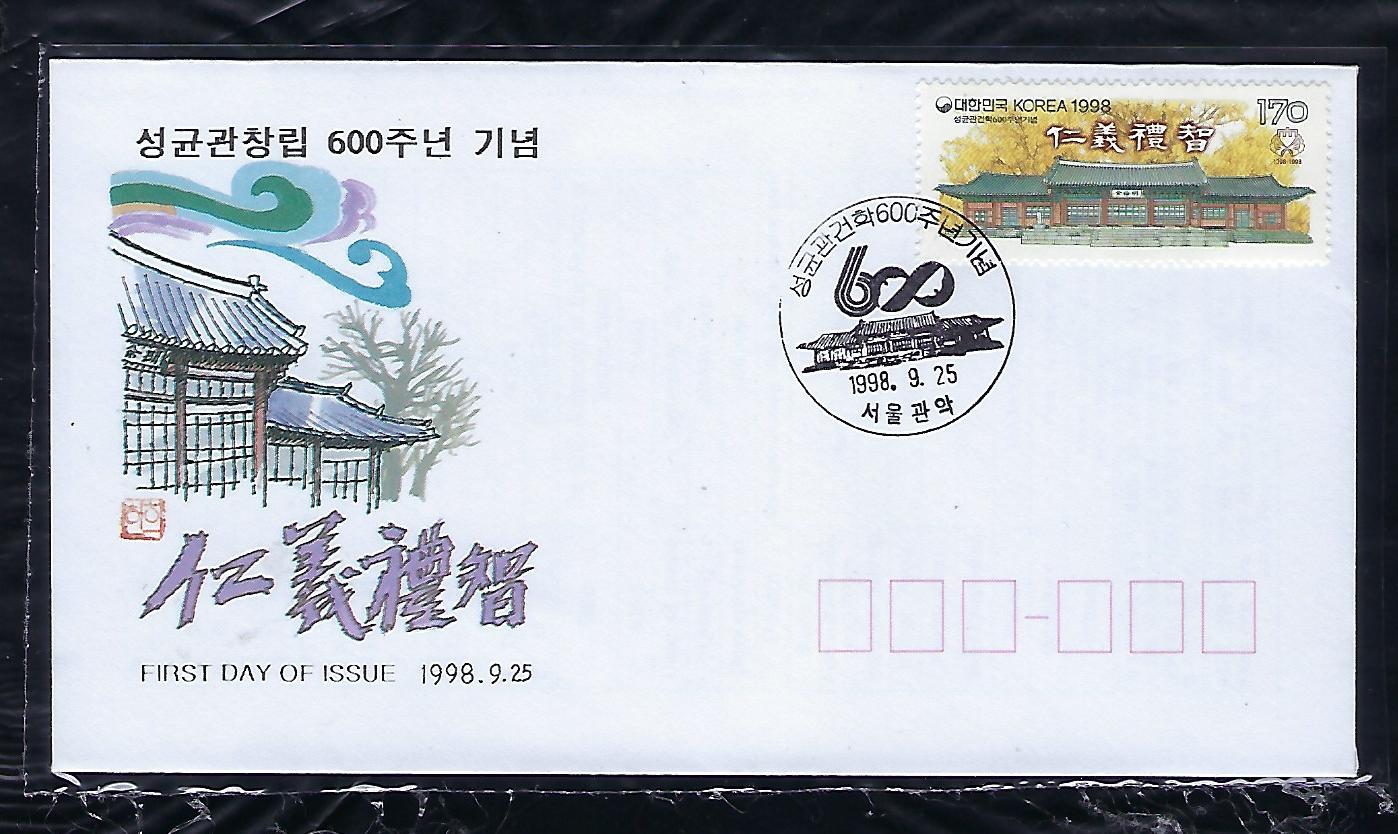 성균관창립 600주년 기념
대한민국 KOREA 1998
170
성균관건학600주년기념
仁義禮智
1398-1998
明倫堂
성균관건학600주년기념
600
1998. 9. 25
서울관악
仁義禮智
FIRST DAY OF ISSUE 1998.9.25